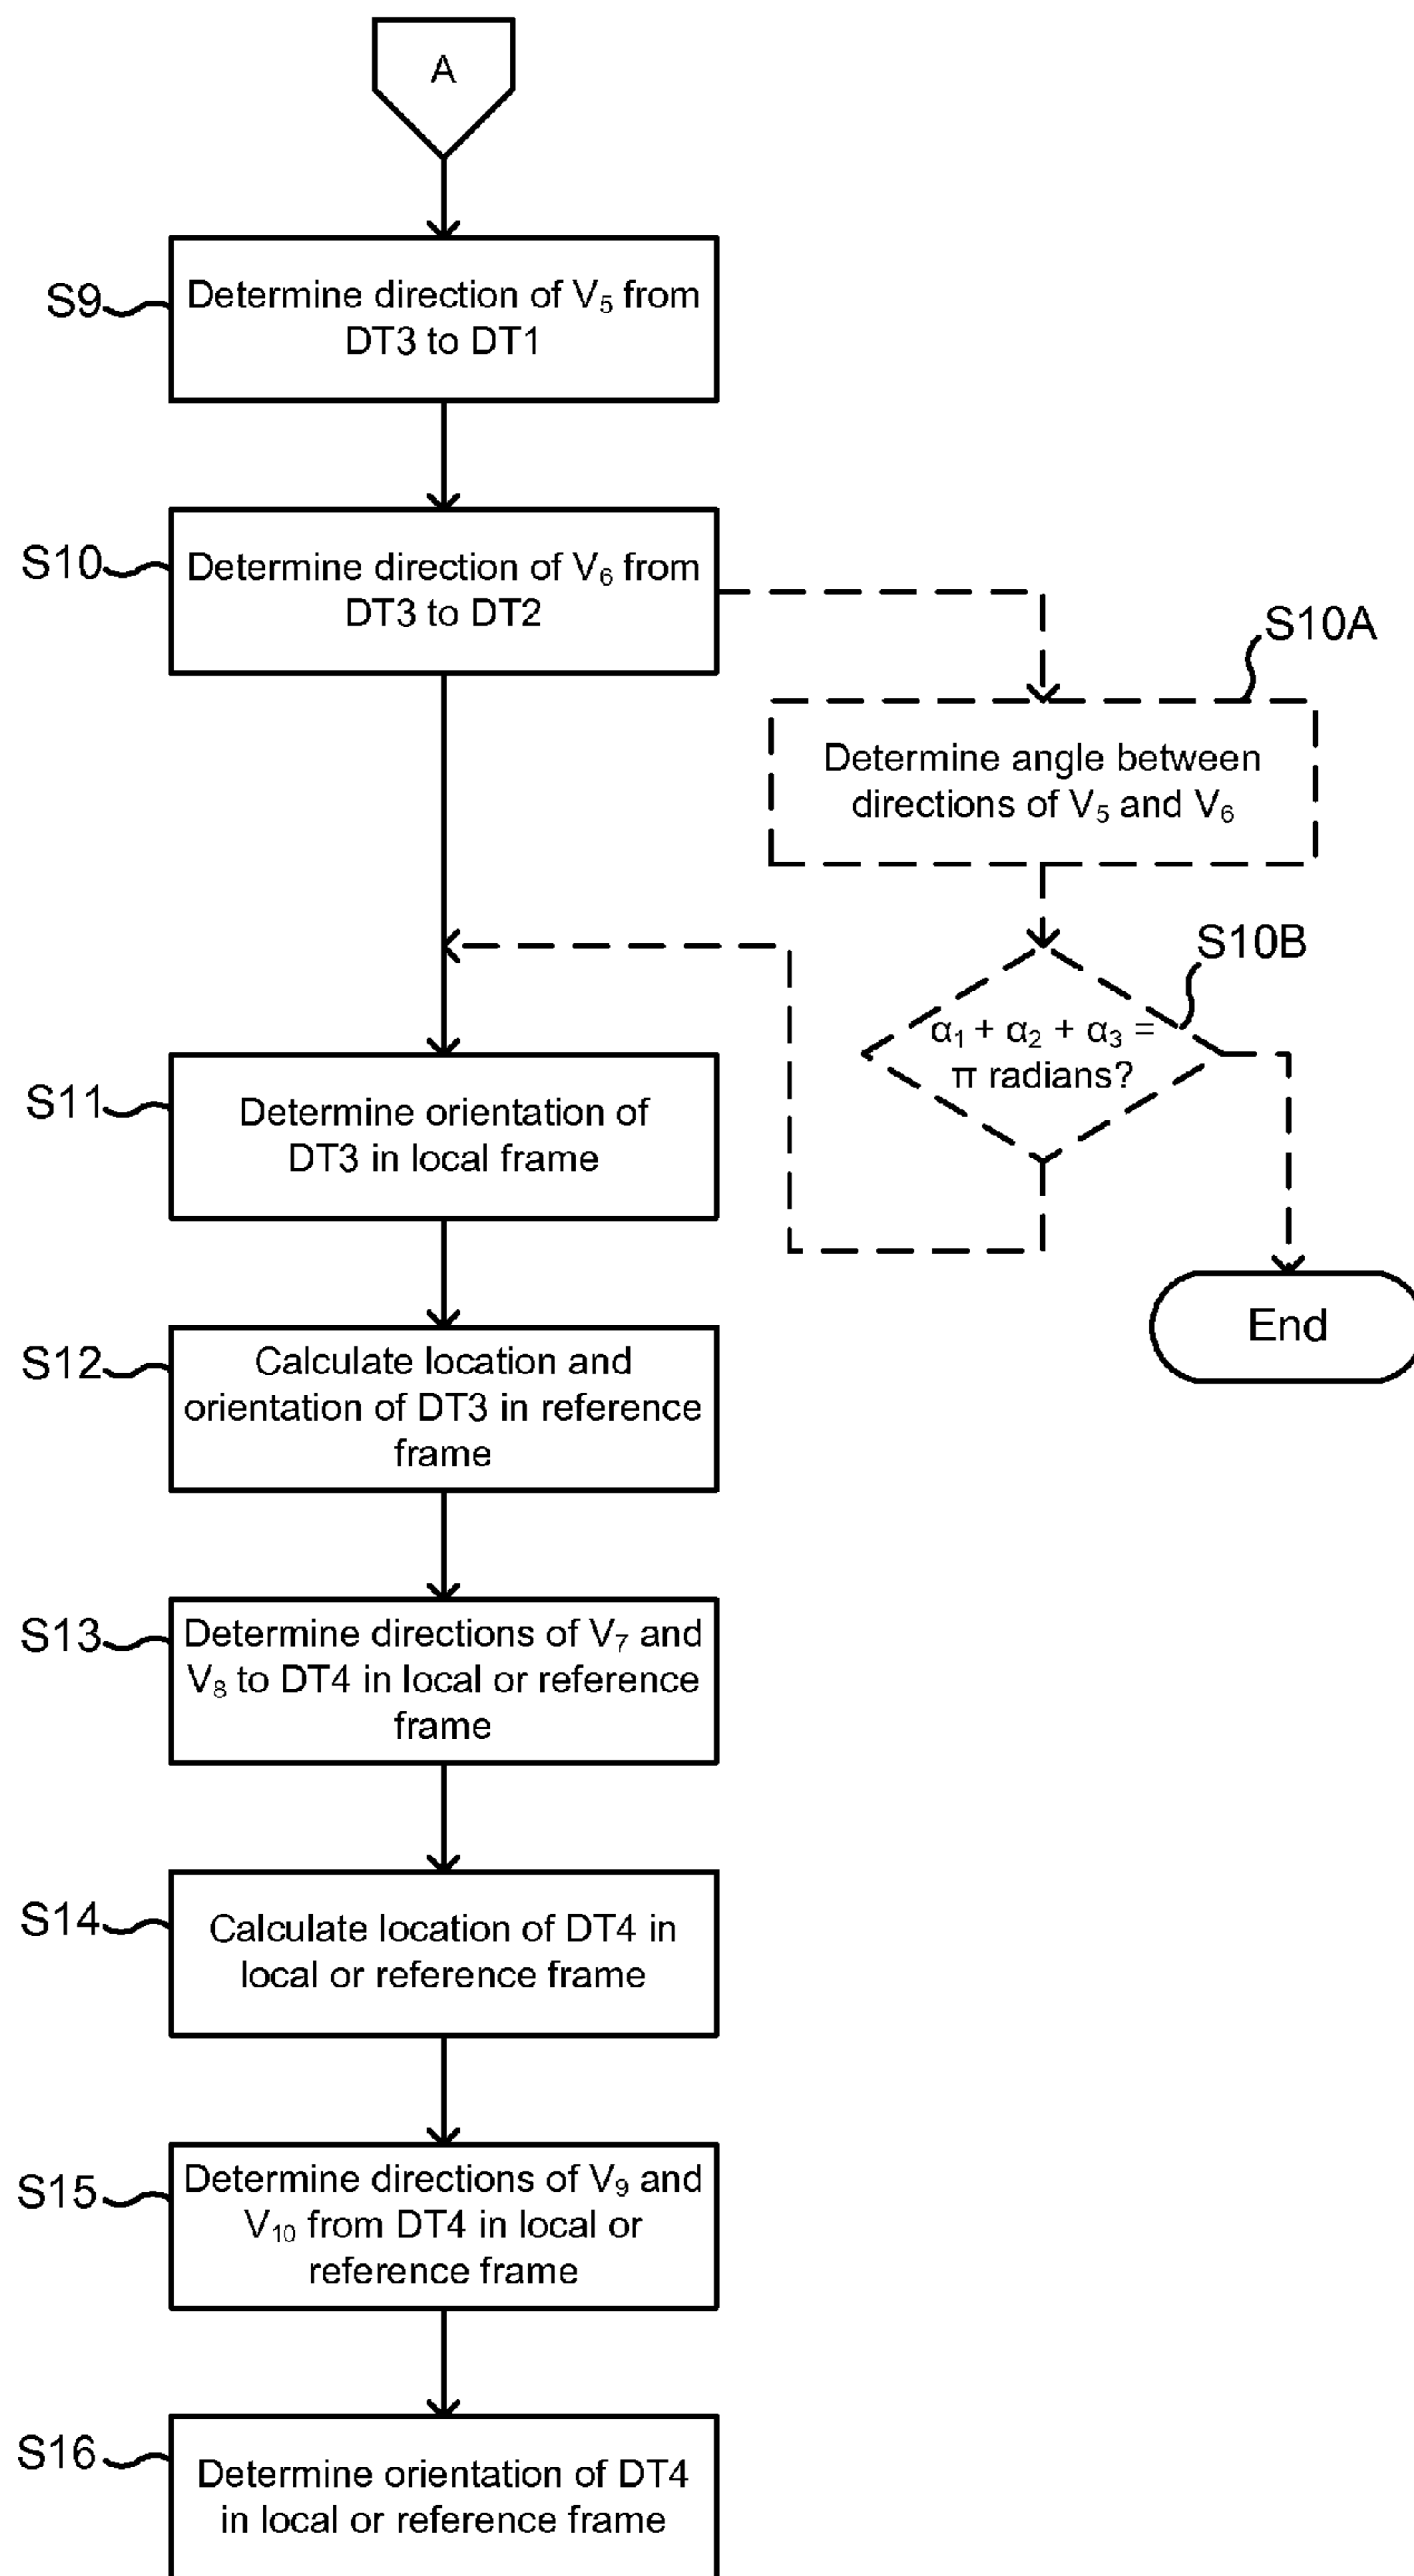 A
S9
Determine direction of V₅ from
DT3 to DT1
S10
Determine direction of V₆ from
DT3 to DT2
S10A
Determine angle between
directions of V₅ and V₆
S10B
α₁ + α₂ + α₃ =
π radians?
End
S11
Determine orientation of
DT3 in local frame
S12
Calculate location and
orientation of DT3 in reference
frame
S13
Determine directions of V₇ and
V₈ to DT4 in local or reference
frame
S14
Calculate location of DT4 in
local or reference frame
S15
Determine directions of V₉ and
V₁₀ from DT4 in local or
reference frame
S16
Determine orientation of DT4
in local or reference frame